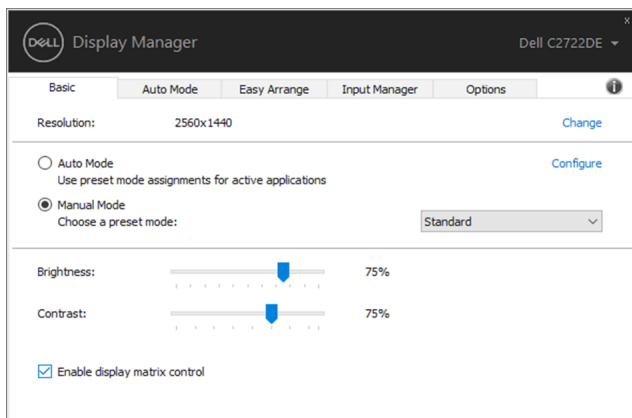 x
DELL Display Manager Dell C2722DE
Basic Auto Mode Easy Arrange Input Manager Options i
Resolution: 2560x1440 Change
Auto Mode Configure
Use preset mode assignments for active applications
Manual Mode
Choose a preset mode: Standard
Brightness: 75%
Contrast: 75%
Enable display matrix control